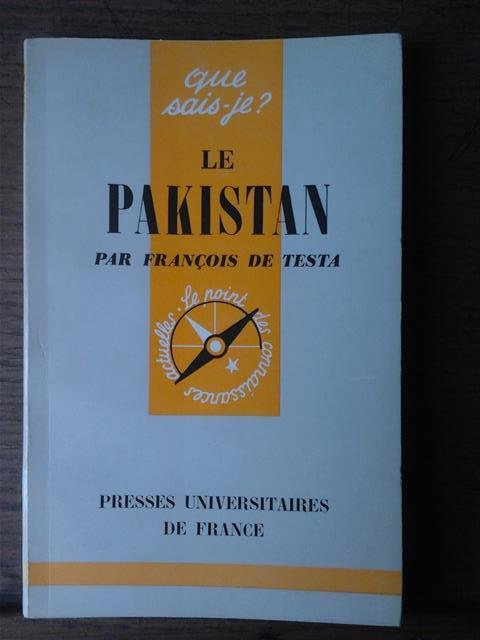 que
sais-je?
LE
PAKISTAN
PAR FRANÇOIS DE TESTA
Le point des connaissances actuelles.
PRESSES UNIVERSITAIRES
DE FRANCE